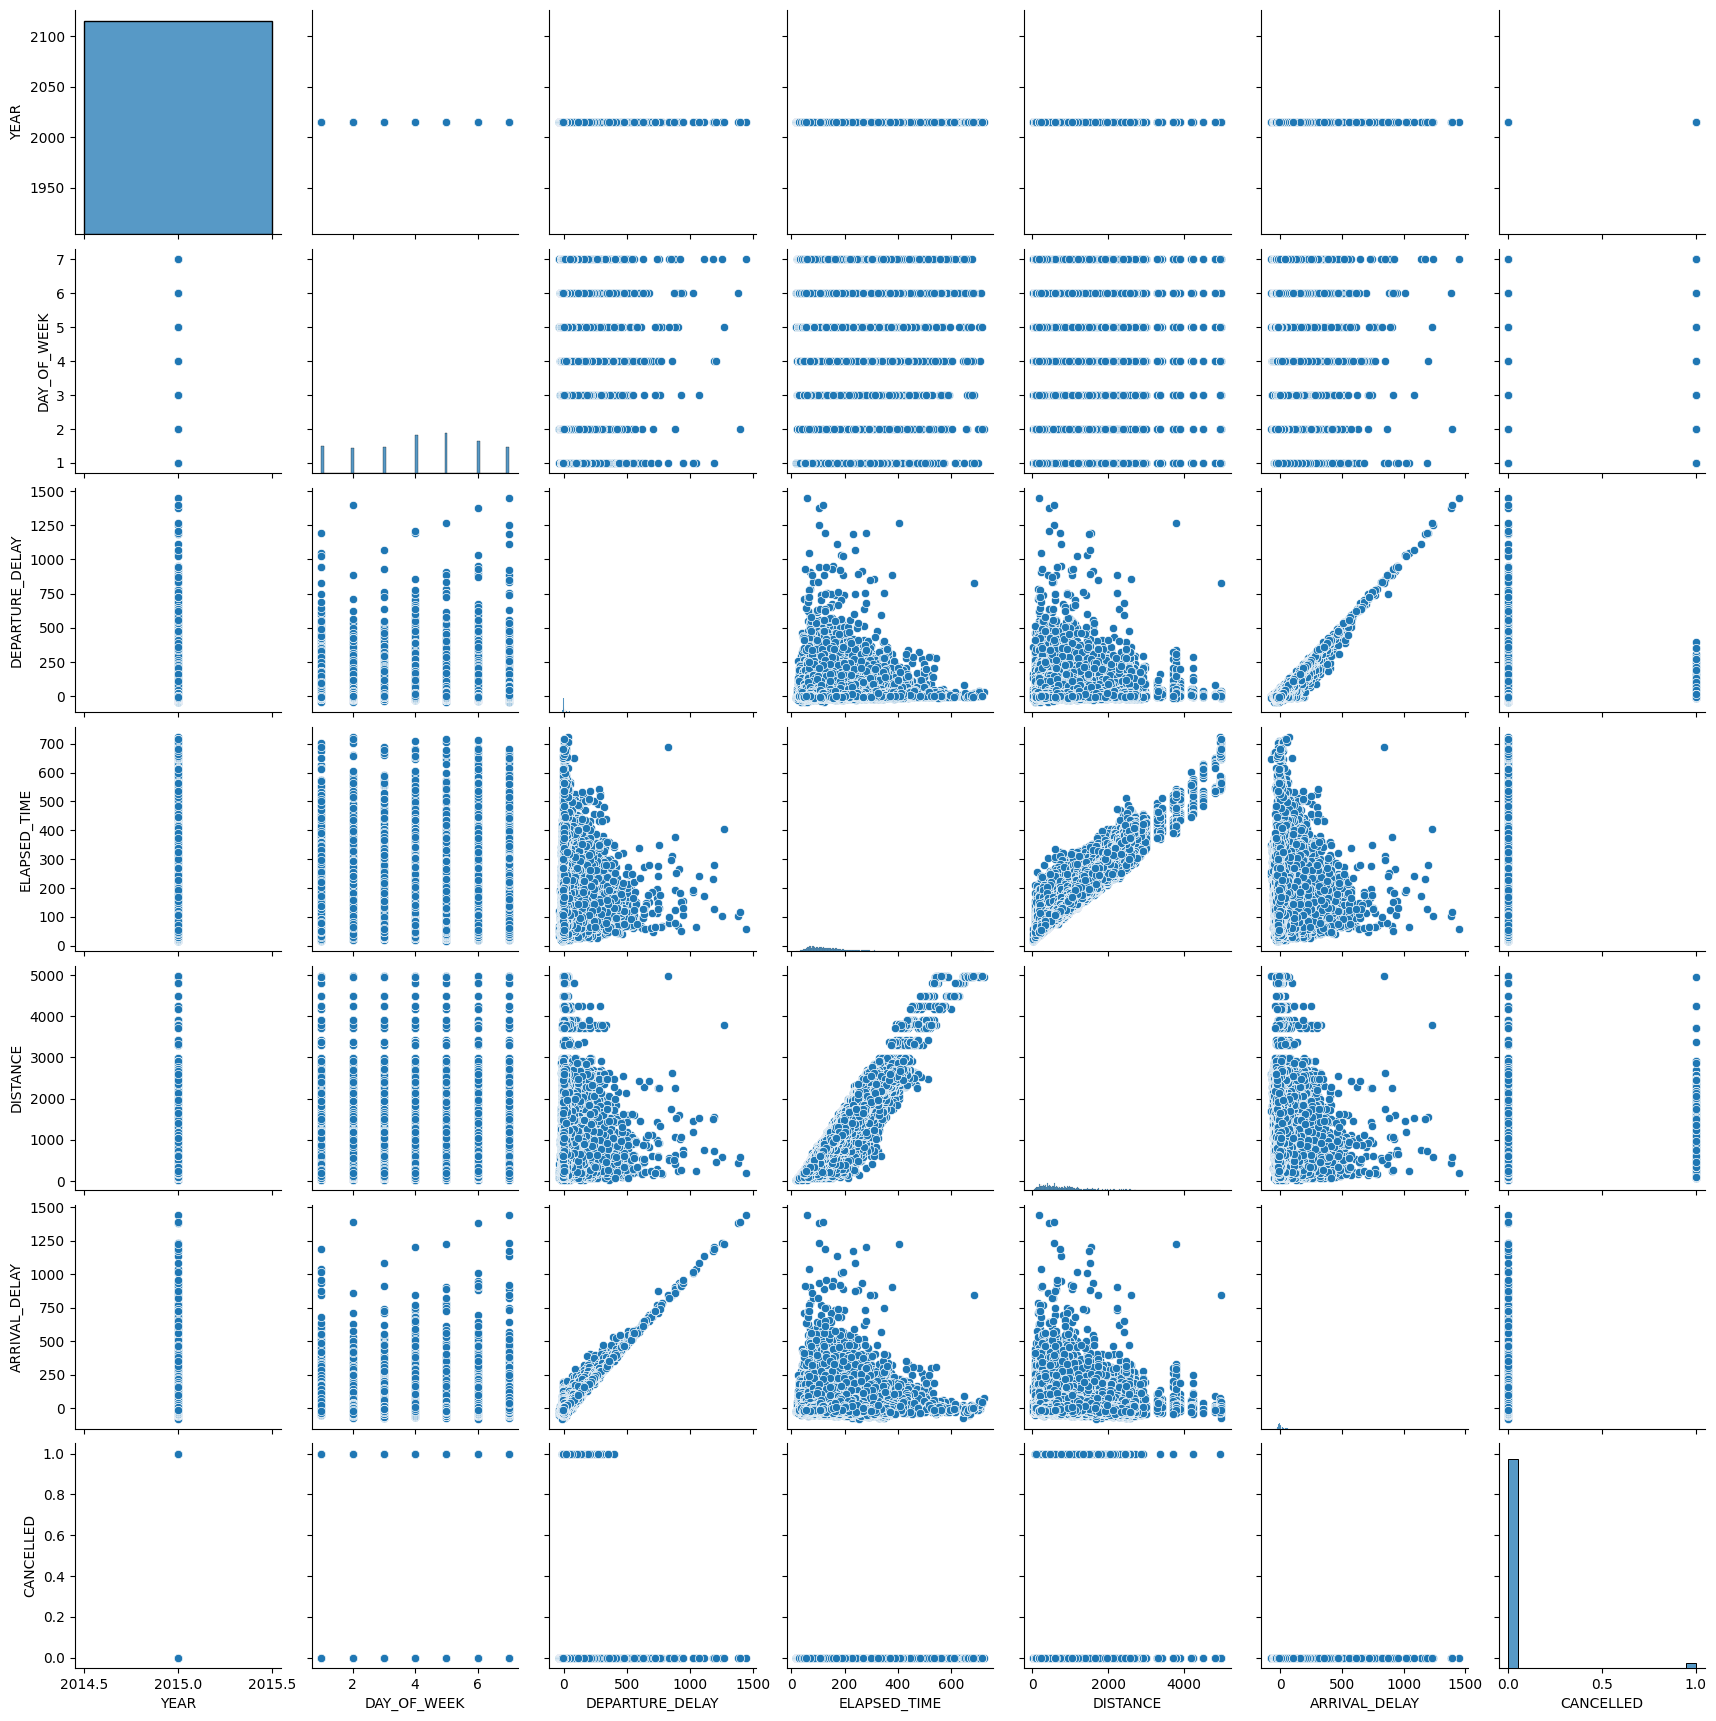 2100
2050
2000
1950
YEAR
7
6
5
4
3
2
1
DAY_OF_WEEK
1500
1250
1000
750
500
250
0
DEPARTURE_DELAY
700
600
500
400
300
200
100
0
ELAPSED_TIME
5000
4000
3000
2000
1000
0
DISTANCE
1500
1250
1000
750
500
250
0
ARRIVAL_DELAY
1.0
0.8
0.6
0.4
0.2
0.0
CANCELLED
2014.5 2015.0 2015.5
YEAR
2 4 6
DAY_OF_WEEK
0 500 1000 1500
DEPARTURE_DELAY
0 200 400 600
ELAPSED_TIME
0 2000 4000
DISTANCE
0 500 1000 1500
ARRIVAL_DELAY
0.0 0.5 1.0
CANCELLED